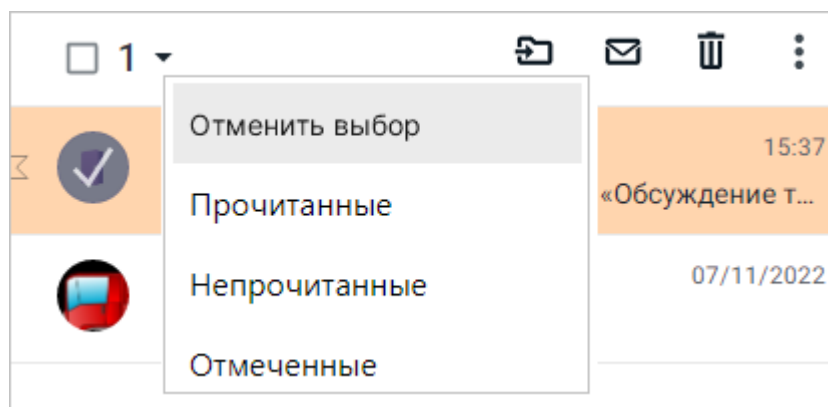 1
Отменить выбор
15:37
Прочитанные
«Обсуждение т...
Непрочитанные
07/11/2022
Отмеченные